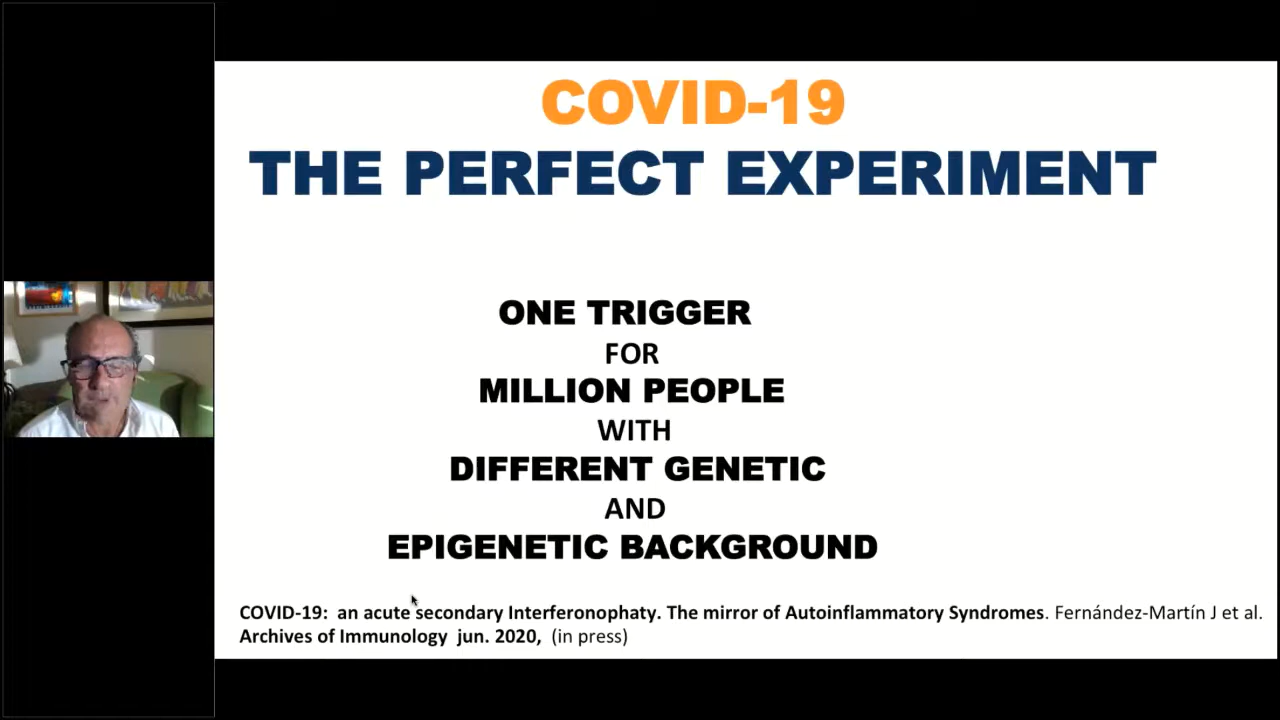 COVID-19
THE PERFECT EXPERIMENT
ONE TRIGGER
FOR
MILLION PEOPLE
WITH
DIFFERENT GENETIC
AND
EPIGENETIC BACKGROUND
COVID-19: an acute secondary Interferonophaty. The mirror of Autoinflammatory Syndromes. Fernández-Martín J et al.
Archives of Immunology jun. 2020, (in press)